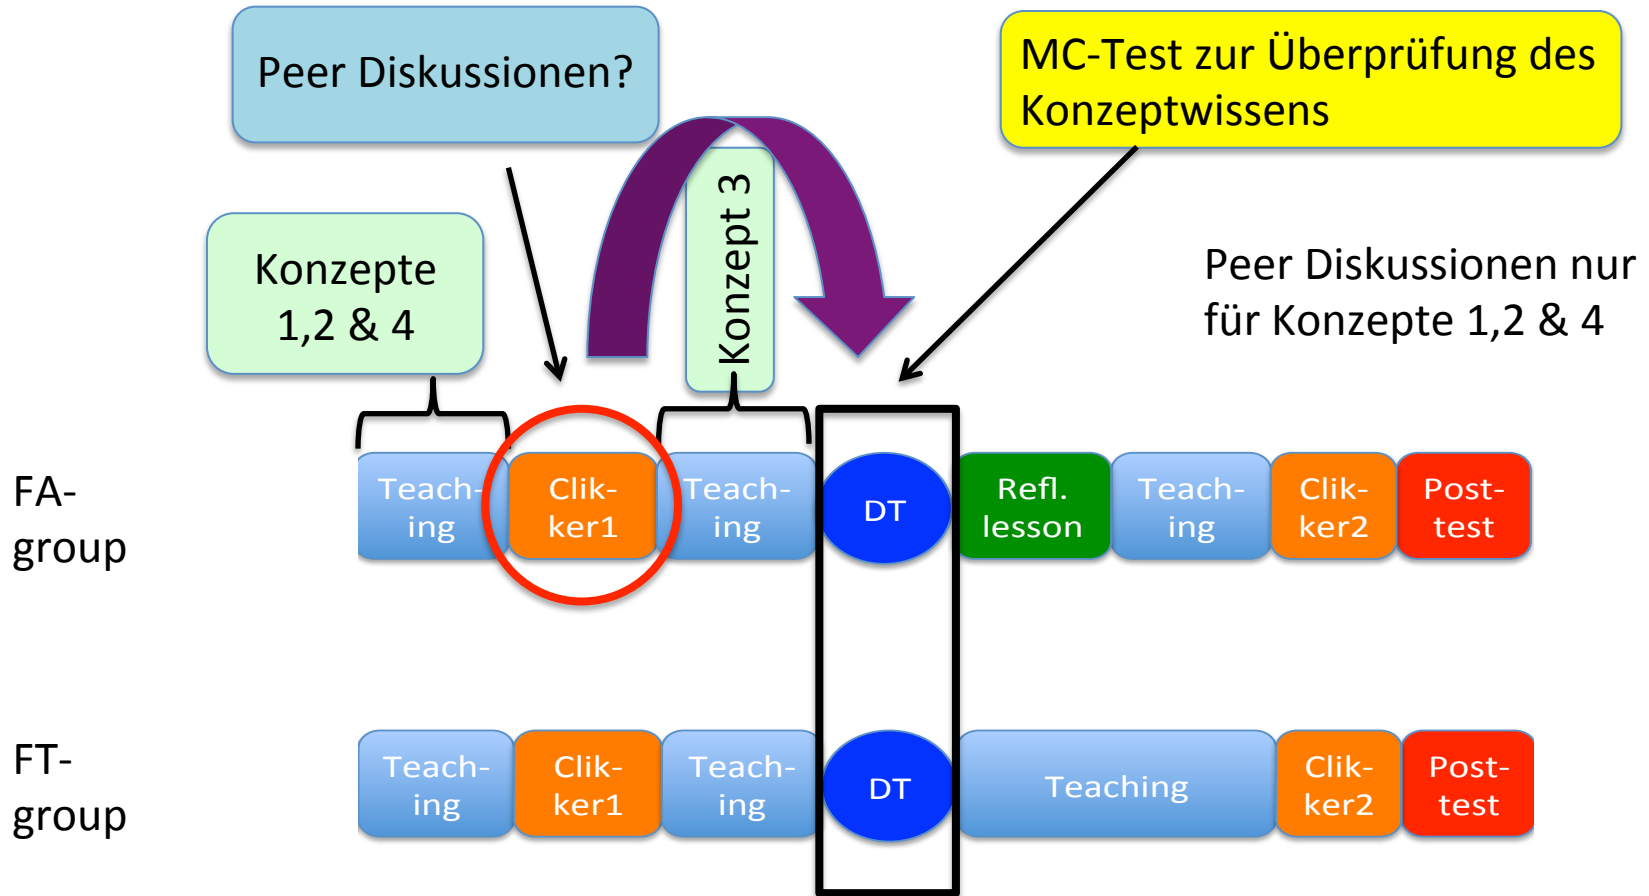 Peer Diskussionen?
MC-Test zur Überprüfung des
Konzeptwissens
Konzepte
1,2 & 4
Konzept 3
Peer Diskussionen nur
für Konzepte 1,2 & 4
FA-
group
Teach-
ing
Clik-
ker1
Teach-
ing
DT
Refl.
lesson
Teach-
ing
Clik-
ker2
Post-
test
FT-
group
Teach-
ing
Clik-
ker1
Teach-
ing
DT
Teaching
Clik-
ker2
Post-
test